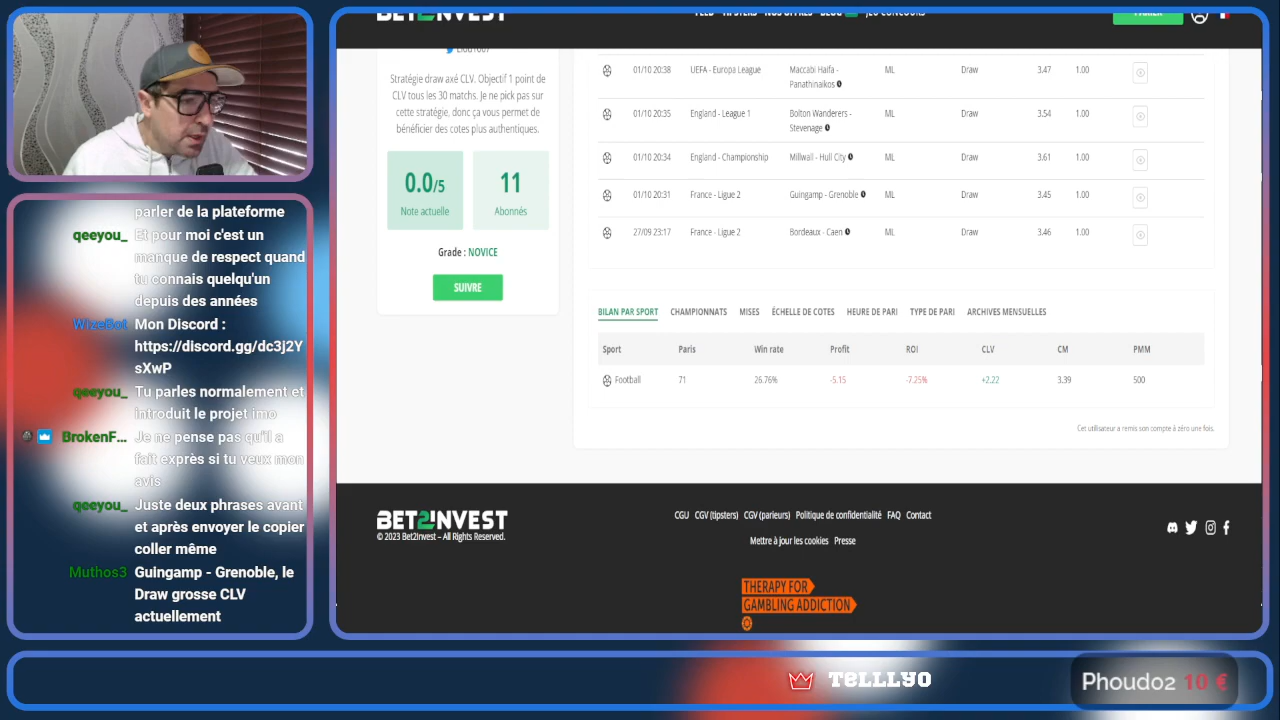 BET2INVEST
FEED TIPSTERS NOS OFFRES BLOG JEU CONCOURS
Stratégie draw axé CLV. Objectif 1 point de
CLV tous les 30 matchs. Je ne pick pas sur
cette stratégie, donc ça vous permet de
bénéficier des cotes plus authentiques.
0.0/5
Note actuelle
11
Abonnés
Grade : NOVICE
SUIVRE
01/10 20:38 UEFA - Europa League Maccabi Haifa - Panathinaikos ML Draw 3.47 1.00
01/10 20:35 England - League 1 Bolton Wanderers - Stevenage ML Draw 3.54 1.00
01/10 20:34 England - Championship Millwall - Hull City ML Draw 3.61 1.00
01/10 20:31 France - Ligue 2 Guingamp - Grenoble ML Draw 3.45 1.00
27/09 23:17 France - Ligue 2 Bordeaux - Caen ML Draw 3.46 1.00
BILAN PAR SPORT CHAMPIONNATS MISES ÉCHELLE DE COTES HEURE DE PARI TYPE DE PARI ARCHIVES MENSUELLES
Sport Paris Win rate Profit ROI CLV CM PMM
Football 71 26.76% -5.15 -7.25% +2.22 3.39 500
Cet utilisateur a remis son compte à zéro une fois.
BET2INVEST
© 2023 Bet2Invest – All Rights Reserved.
CGU CGV (tipsters) CGV (parieurs) Politique de confidentialité FAQ Contact
Mettre à jour les cookies Presse
THERAPY FOR
GAMBLING ADDICTION
parler de la plateforme
qeeyou_ Et pour moi c'est un
manque de respect quand
tu connais quelqu'un
depuis des années
WizeBot Mon Discord :
https://discord.gg/dc3j2Y
sXwP
qeeyou_ Tu parles normalement et
introduit le projet imo
BrokenF... Je ne pense pas qu'il a
fait exprès si tu veux mon
avis
qeeyou_ Juste deux phrases avant
et après envoyer le copier
coller même
Muthos3 Guingamp - Grenoble, le
Draw grosse CLV
actuellement
T@LLLYO
Phoudo2 10 €